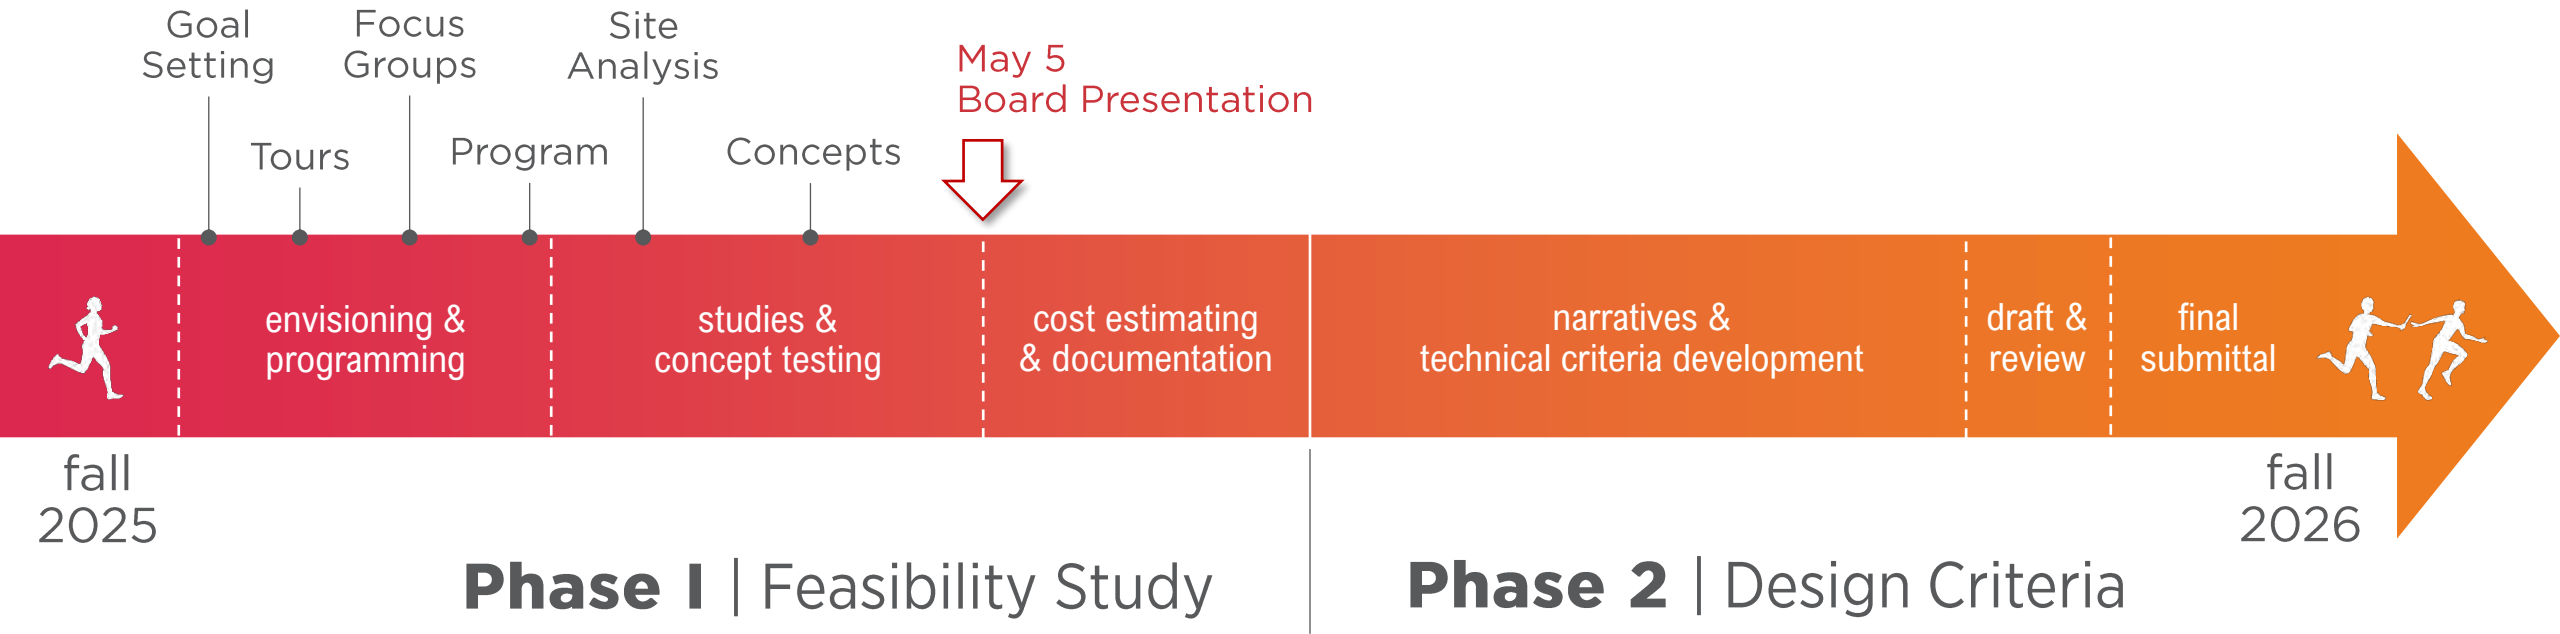 Goal
Setting
Focus
Groups
Site
Analysis
May 5
Board Presentation
Tours
Program
Concepts
envisioning &
programming
studies &
concept testing
cost estimating
& documentation
narratives &
technical criteria development
draft &
review
final
submittal
fall
2025
fall
2026
Phase I | Feasibility Study
Phase 2 | Design Criteria